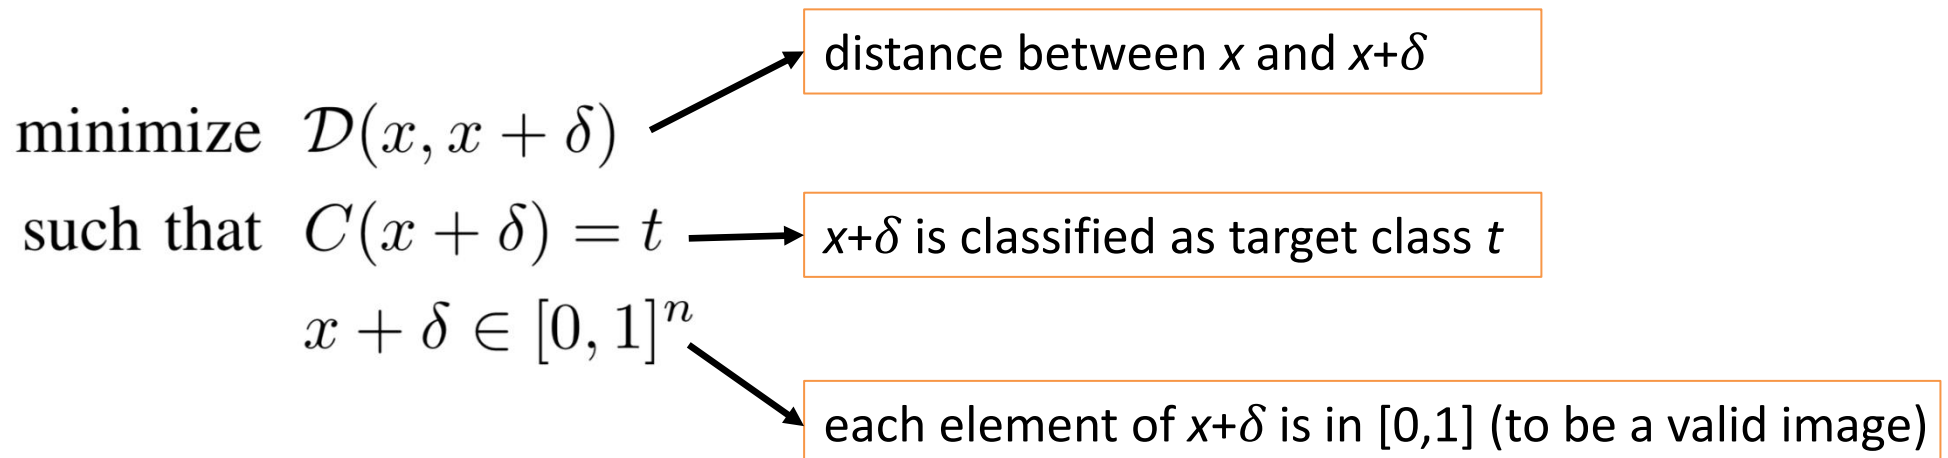 distance between x and x+δ
minimize D(x, x + δ)
such that C(x + δ) = t
x+δ is classified as target class t
x + δ ∈ [0, 1]ⁿ
each element of x+δ is in [0,1] (to be a valid image)